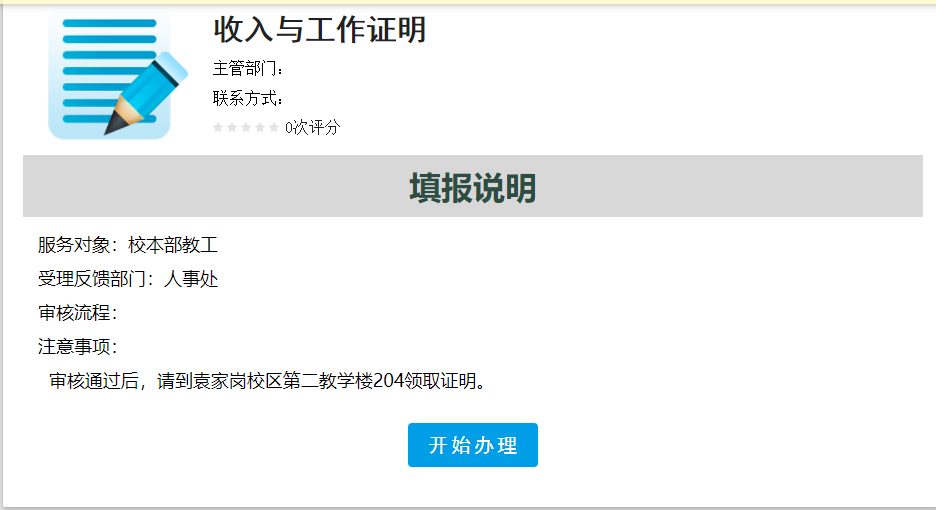 收入与工作证明
主管部门：
联系方式：
0次评分
填报说明
服务对象：校本部教工
受理反馈部门：人事处
审核流程：
注意事项：
审核通过后，请到袁家岗校区第二教学楼204领取证明。
开始办理